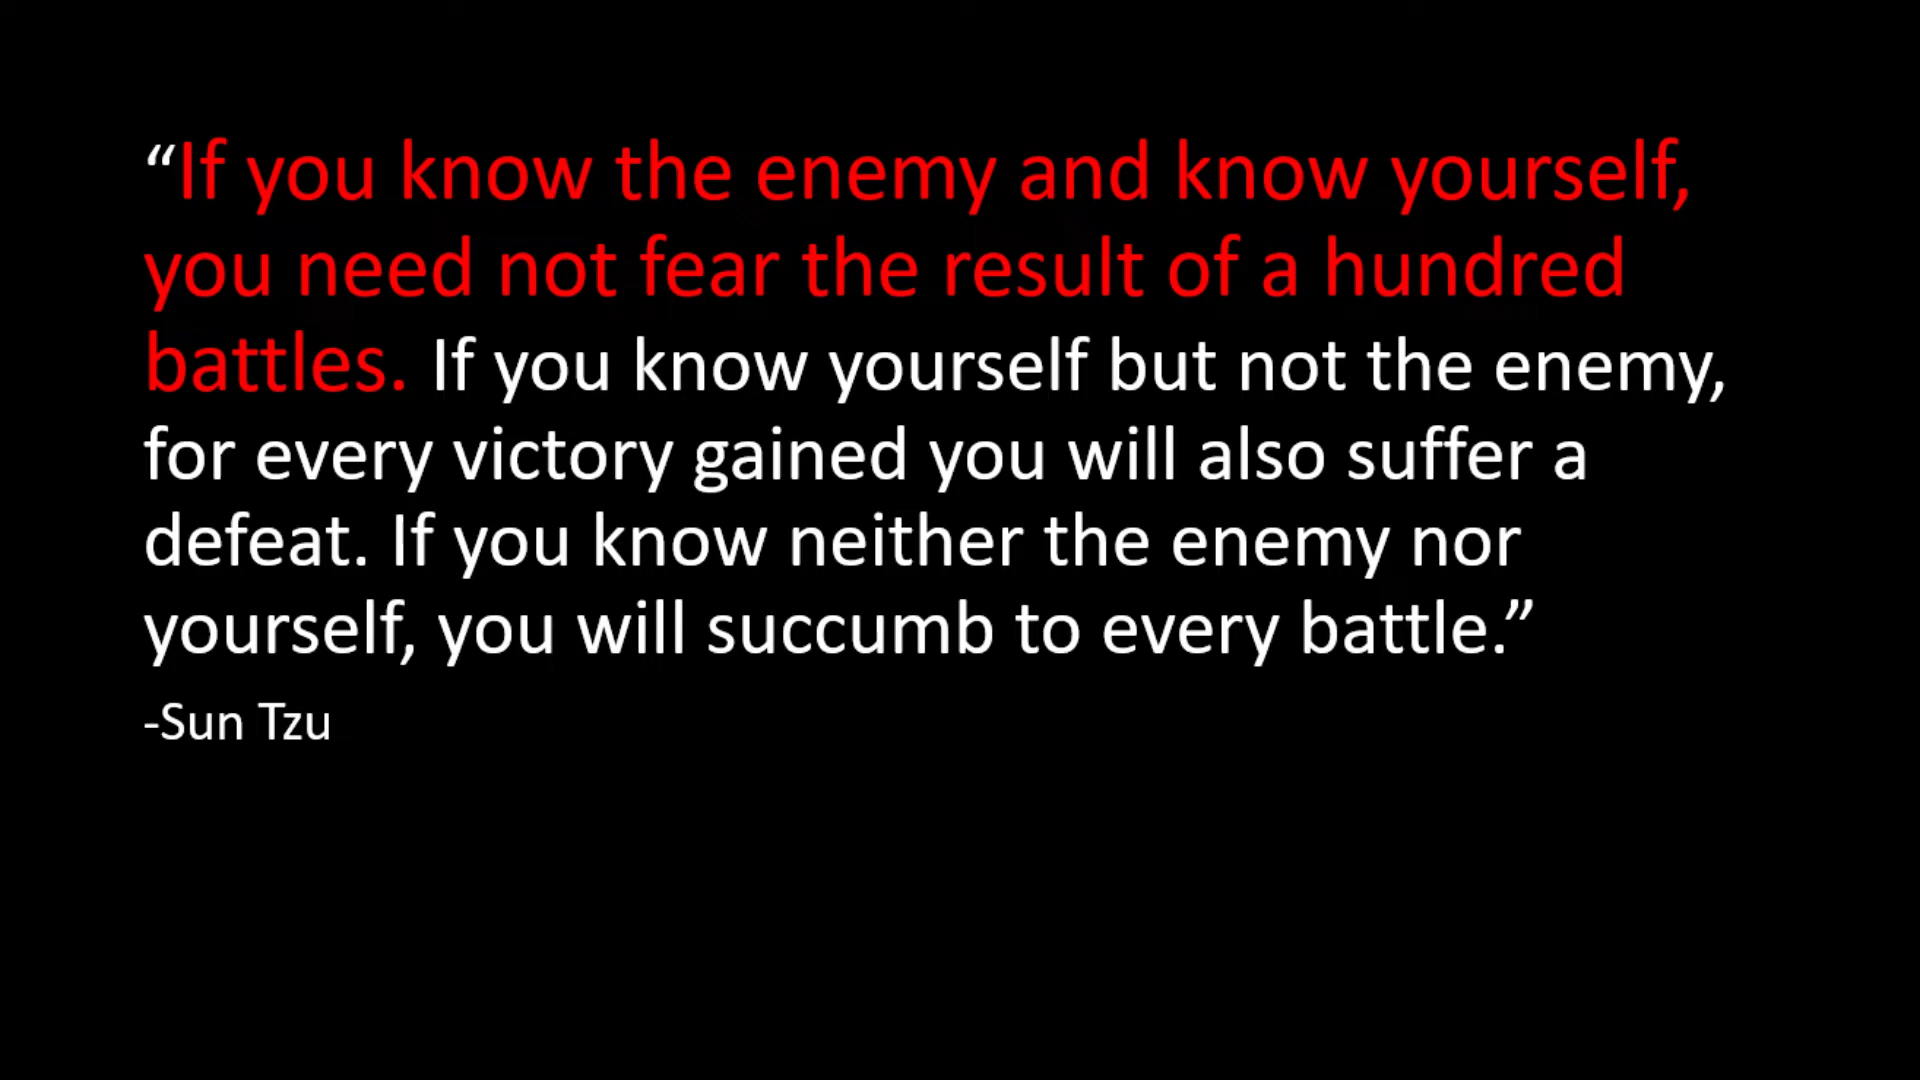 “If you know the enemy and know yourself,
you need not fear the result of a hundred
battles. If you know yourself but not the enemy,
for every victory gained you will also suffer a
defeat. If you know neither the enemy nor
yourself, you will succumb to every battle.”
-Sun Tzu